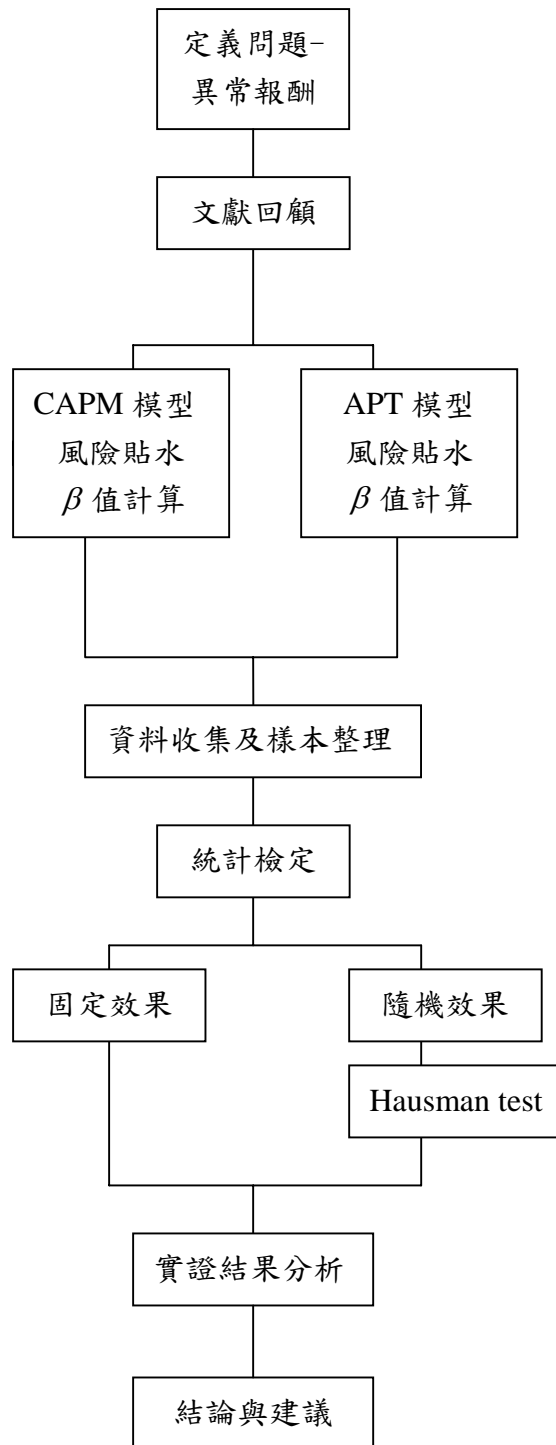 定義問題-
異常報酬
文獻回顧
CAPM 模型
風險貼水
β 值計算
APT 模型
風險貼水
β 值計算
資料收集及樣本整理
統計檢定
固定效果
隨機效果
Hausman test
實證結果分析
結論與建議